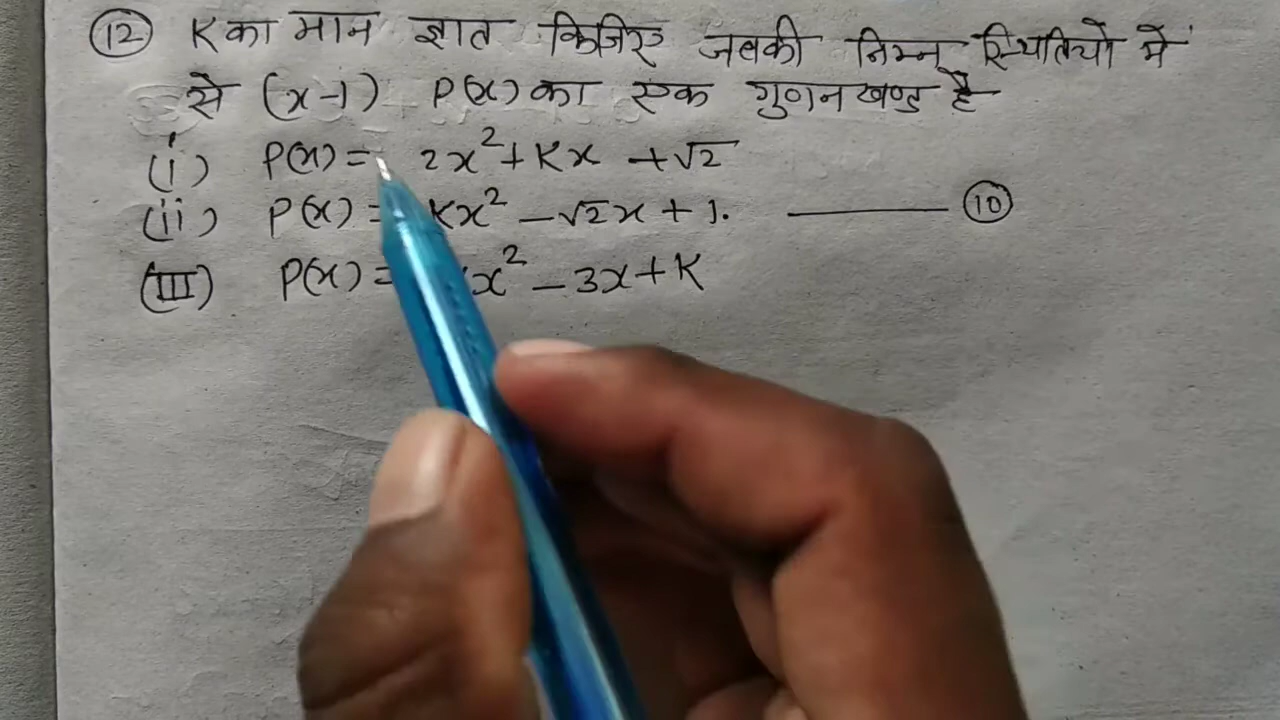 (12) K का मान ज्ञात किजिए जबकी निम्न स्थितियों में
से (x-1) P(x) का एक गुणनखण्ड है
(i) P(x) = 2x² + Kx + √2
(ii) P(x) = Kx² - √2x + 1. (10)
(III) P(x) = x² - 3x + K